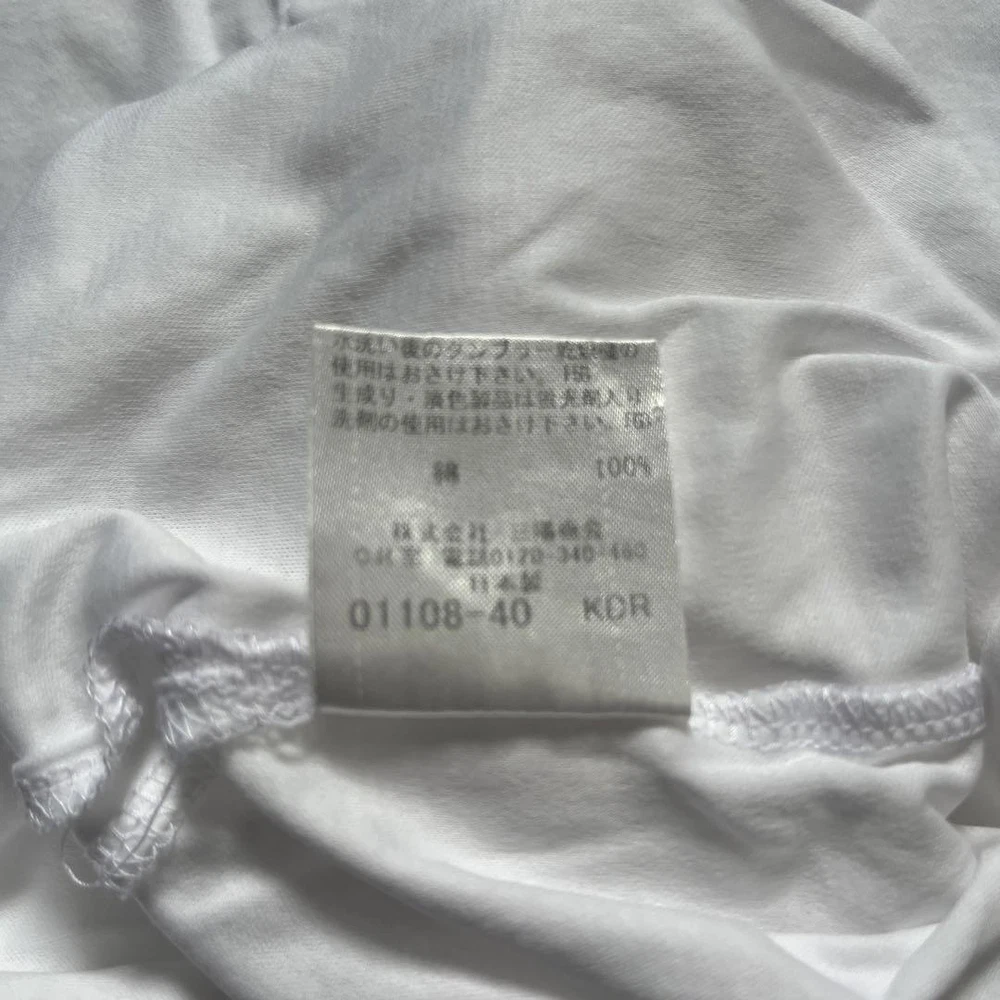 水洗い後のタンブラー乾燥機の
使用はおさけ下さい。
生成り・淡色製品は蛍光剤入り
洗剤の使用はおさけ下さい。
綿 100%
株式会社 三陽商会
電話0120-340-460
日本製
01108-40 KDR